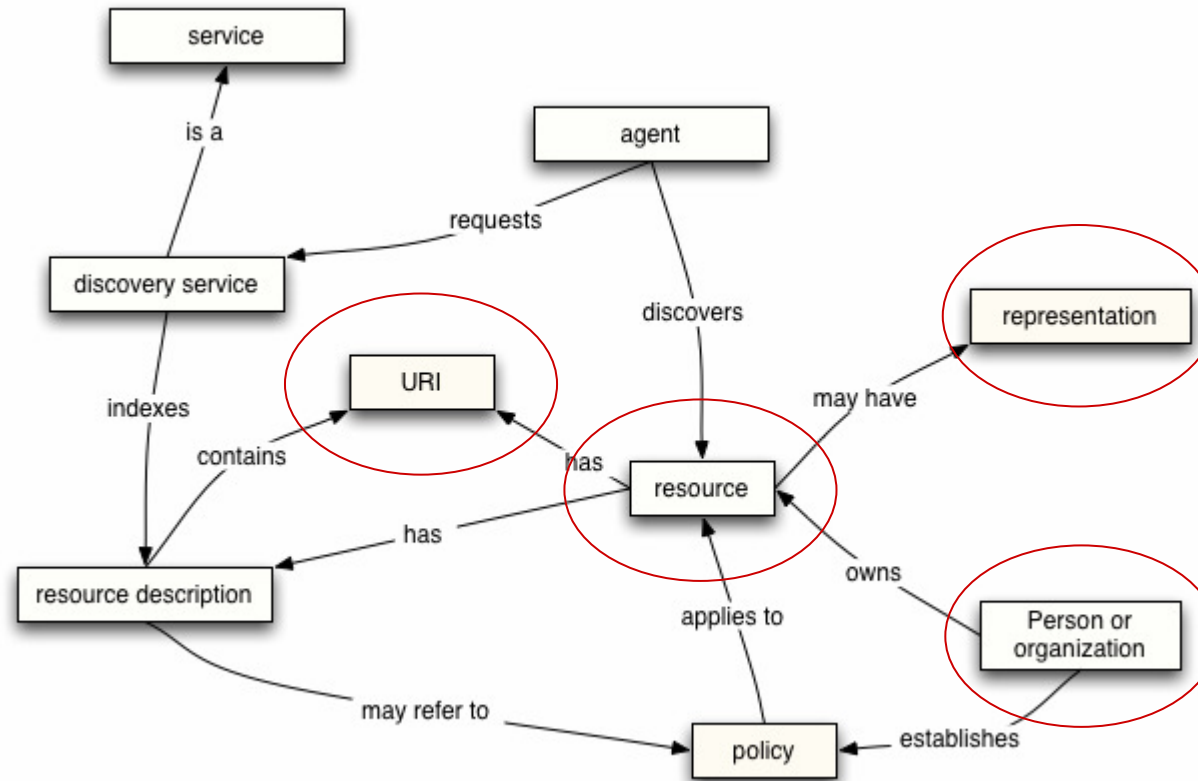 service
is a
agent
requests
discovery service
discovers
representation
URI
may have
indexes
contains
has
resource
has
owns
resource description
applies to
Person or
organization
may refer to
policy
establishes